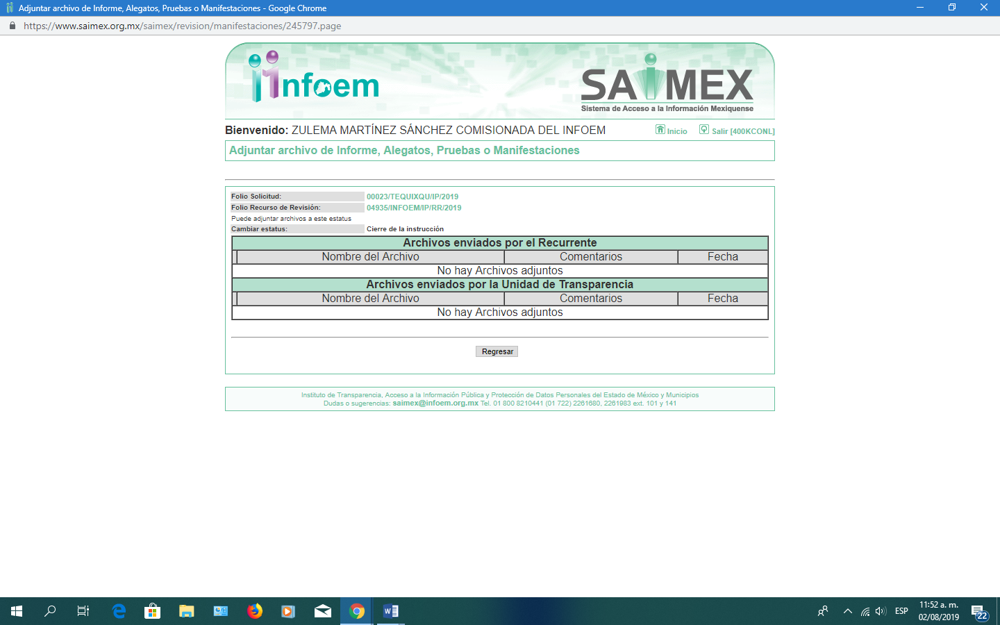 Adjuntar archivo de Informe, Alegatos, Pruebas o Manifestaciones - Google Chrome
https://www.saimex.org.mx/saimex/revision/manifestaciones/245797.page
infoem
SAIMEX
Sistema de Acceso a la Información Mexiquense
Bienvenido: ZULEMA MARTÍNEZ SÁNCHEZ COMISIONADA DEL INFOEM Inicio Salir [400KCONL]
Adjuntar archivo de Informe, Alegatos, Pruebas o Manifestaciones
Folio Solicitud: 00023/TEQUIXQU/IP/2019
Folio Recurso de Revisión: 04935/INFOEM/IP/RR/2019
Puede adjuntar archivos a este estatus
Cambiar estatus: Cierre de la instrucción
Archivos enviados por el Recurrente
Nombre del Archivo Comentarios Fecha
No hay Archivos adjuntos
Archivos enviados por la Unidad de Transparencia
Nombre del Archivo Comentarios Fecha
No hay Archivos adjuntos
Regresar
Instituto de Transparencia, Acceso a la Información Pública y Protección de Datos Personales del Estado de México y Municipios
Dudas o sugerencias: saimex@infoem.org.mx Tel. 01 800 8210441 (01 722) 2261680, 2261983 ext. 101 y 141
ESP
11:52 a. m.
02/08/2019
22